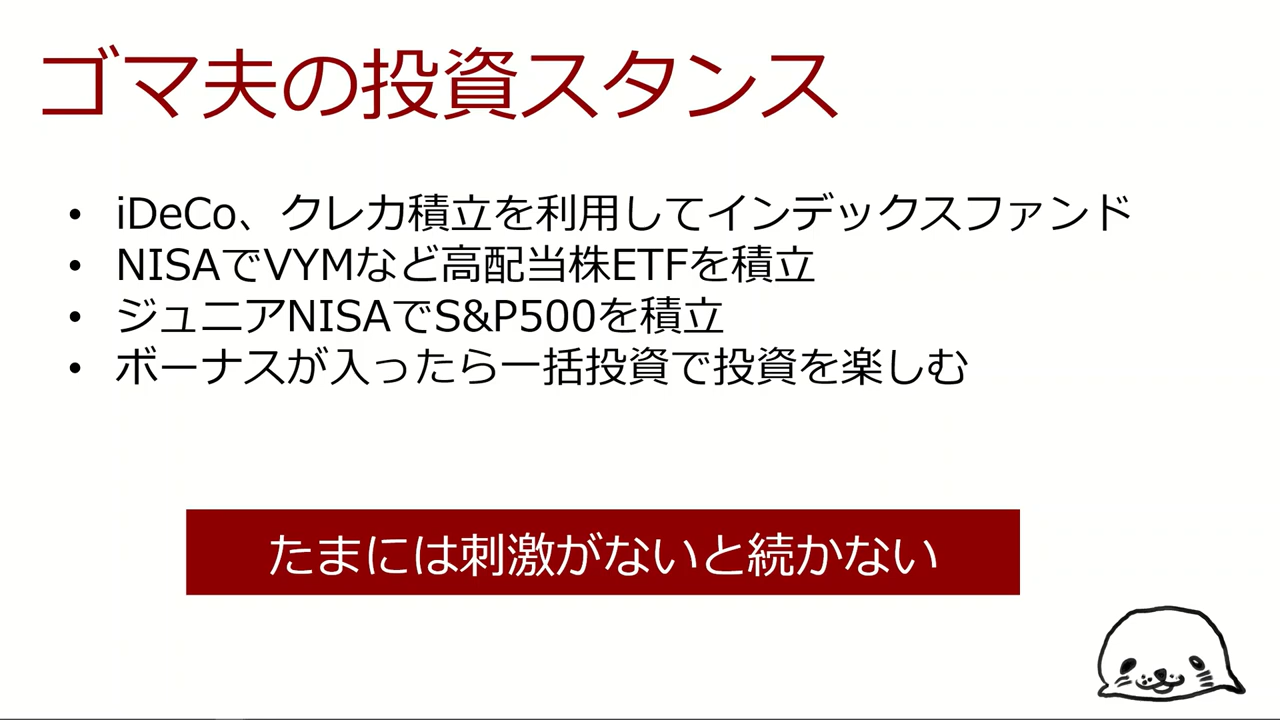 ゴマ夫の投資スタンス
• iDeCo、クレカ積立を利用してインデックスファンド
• NISAでVYMなど高配当株ETFを積立
• ジュニアNISAでS&P500を積立
• ボーナスが入ったら一括投資で投資を楽しむ
たまには刺激がないと続かない